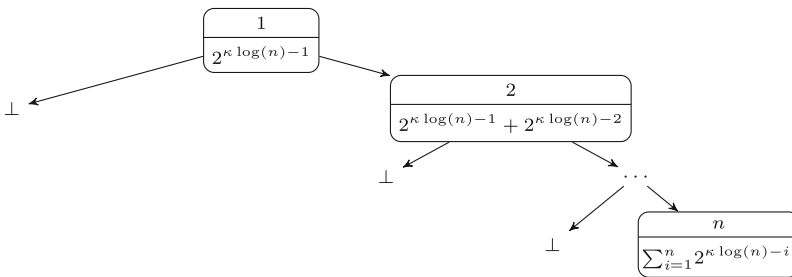 1
2^{κ log(n)−1}
⊥
2
2^{κ log(n)−1} + 2^{κ log(n)−2}
⊥
...
⊥
n
∑_{i=1}^{n} 2^{κ log(n)−i}